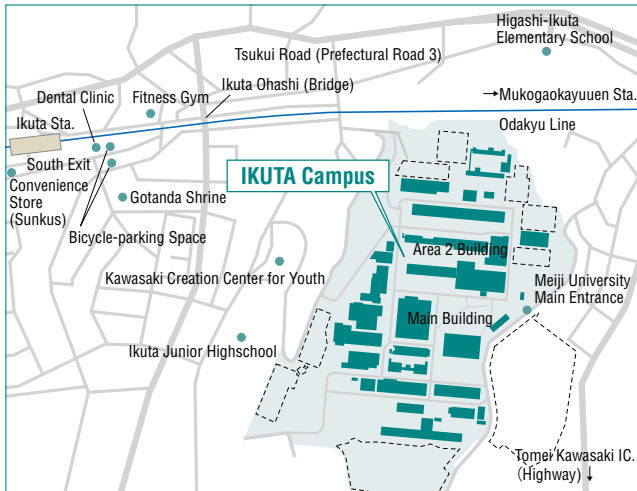 Higashi-Ikuta
Elementary School
Tsukui Road (Prefectural Road 3)
Ikuta Ohashi (Bridge)
Dental Clinic
Fitness Gym
→Mukogaokayuuen Sta.
Ikuta Sta.
Odakyu Line
South Exit
IKUTA Campus
Convenience
Store
(Sunkus)
Gotanda Shrine
Bicycle-parking Space
Area 2 Building
Kawasaki Creation Center for Youth
Meiji University
Main Entrance
Main Building
Ikuta Junior Highschool
Tomei Kawasaki IC.
(Highway) ↓